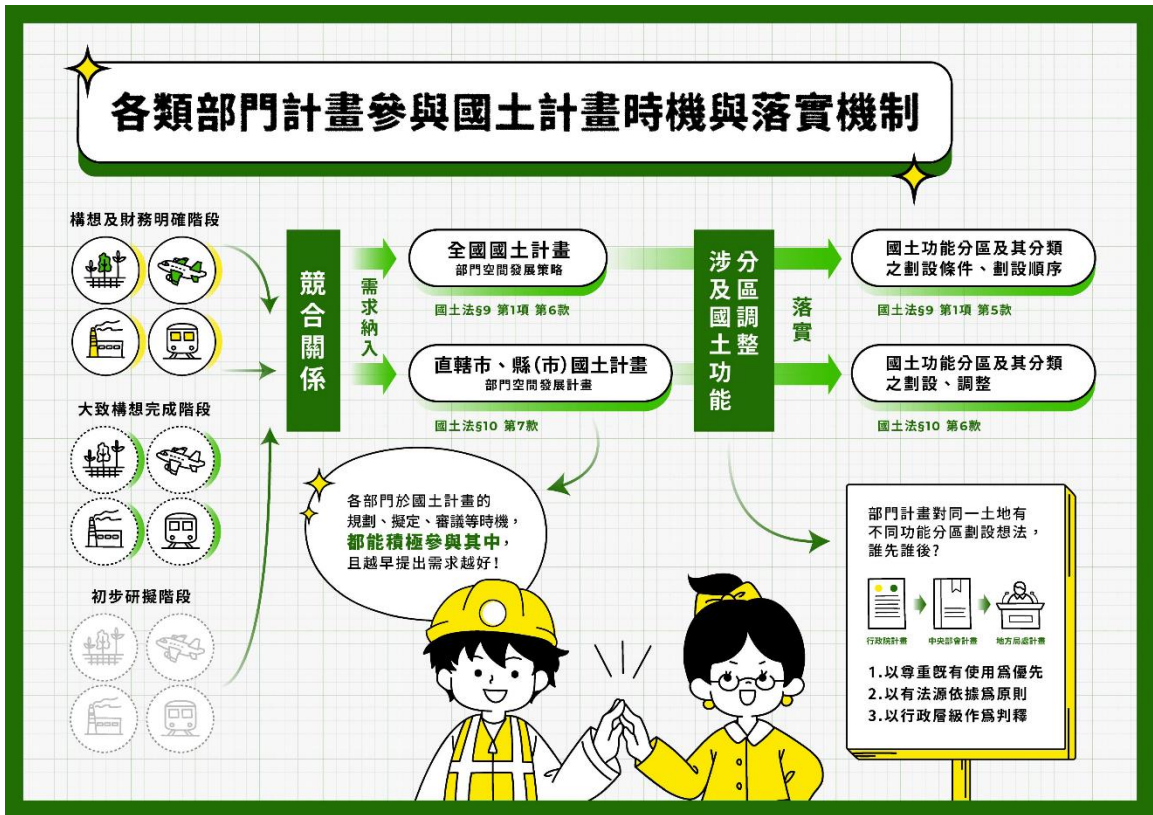 各類部門計畫參與國土計畫時機與落實機制
構想及財務明確階段
大致構想完成階段
初步研擬階段
競合關係
需求納入
全國國土計畫
部門空間發展策略
國土法§9 第1項 第6款
直轄市、縣(市)國土計畫
部門空間發展計畫
國土法§10 第7款
涉及國土功能
分區調整
落實
國土功能分區及其分類
之劃設條件、劃設順序
國土法§9 第1項 第5款
國土功能分區及其分類
之劃設、調整
國土法§10 第6款
各部門於國土計畫的
規劃、擬定、審議等時機,
都能積極參與其中,
且越早提出需求越好!
部門計畫對同一土地有
不同功能分區劃設想法,
誰先誰後?
行政院計畫
中央部會計畫
地方局處計畫
1.以尊重旣有使用爲優先
2.以有法源依據爲原則
3.以行政層級作爲判釋